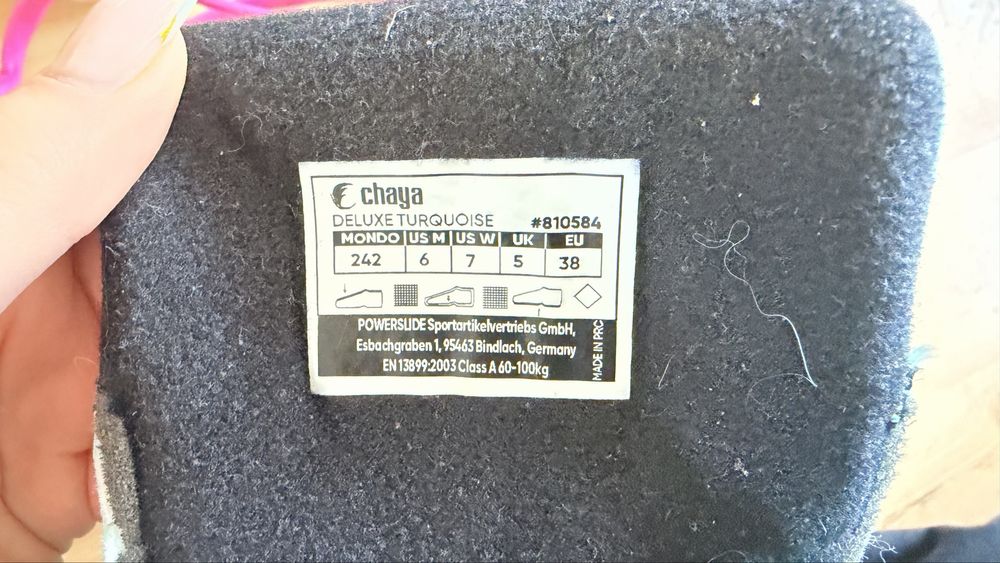 chaya
DELUXE TURQUOISE #810584
MONDO US M US W UK EU
242 6 7 5 38
POWERSLIDE Sportartikelvertriebs GmbH,
Esbachgraben 1, 95463 Bindlach, Germany
EN 13899:2003 Class A 60-100kg
MADE IN PRC